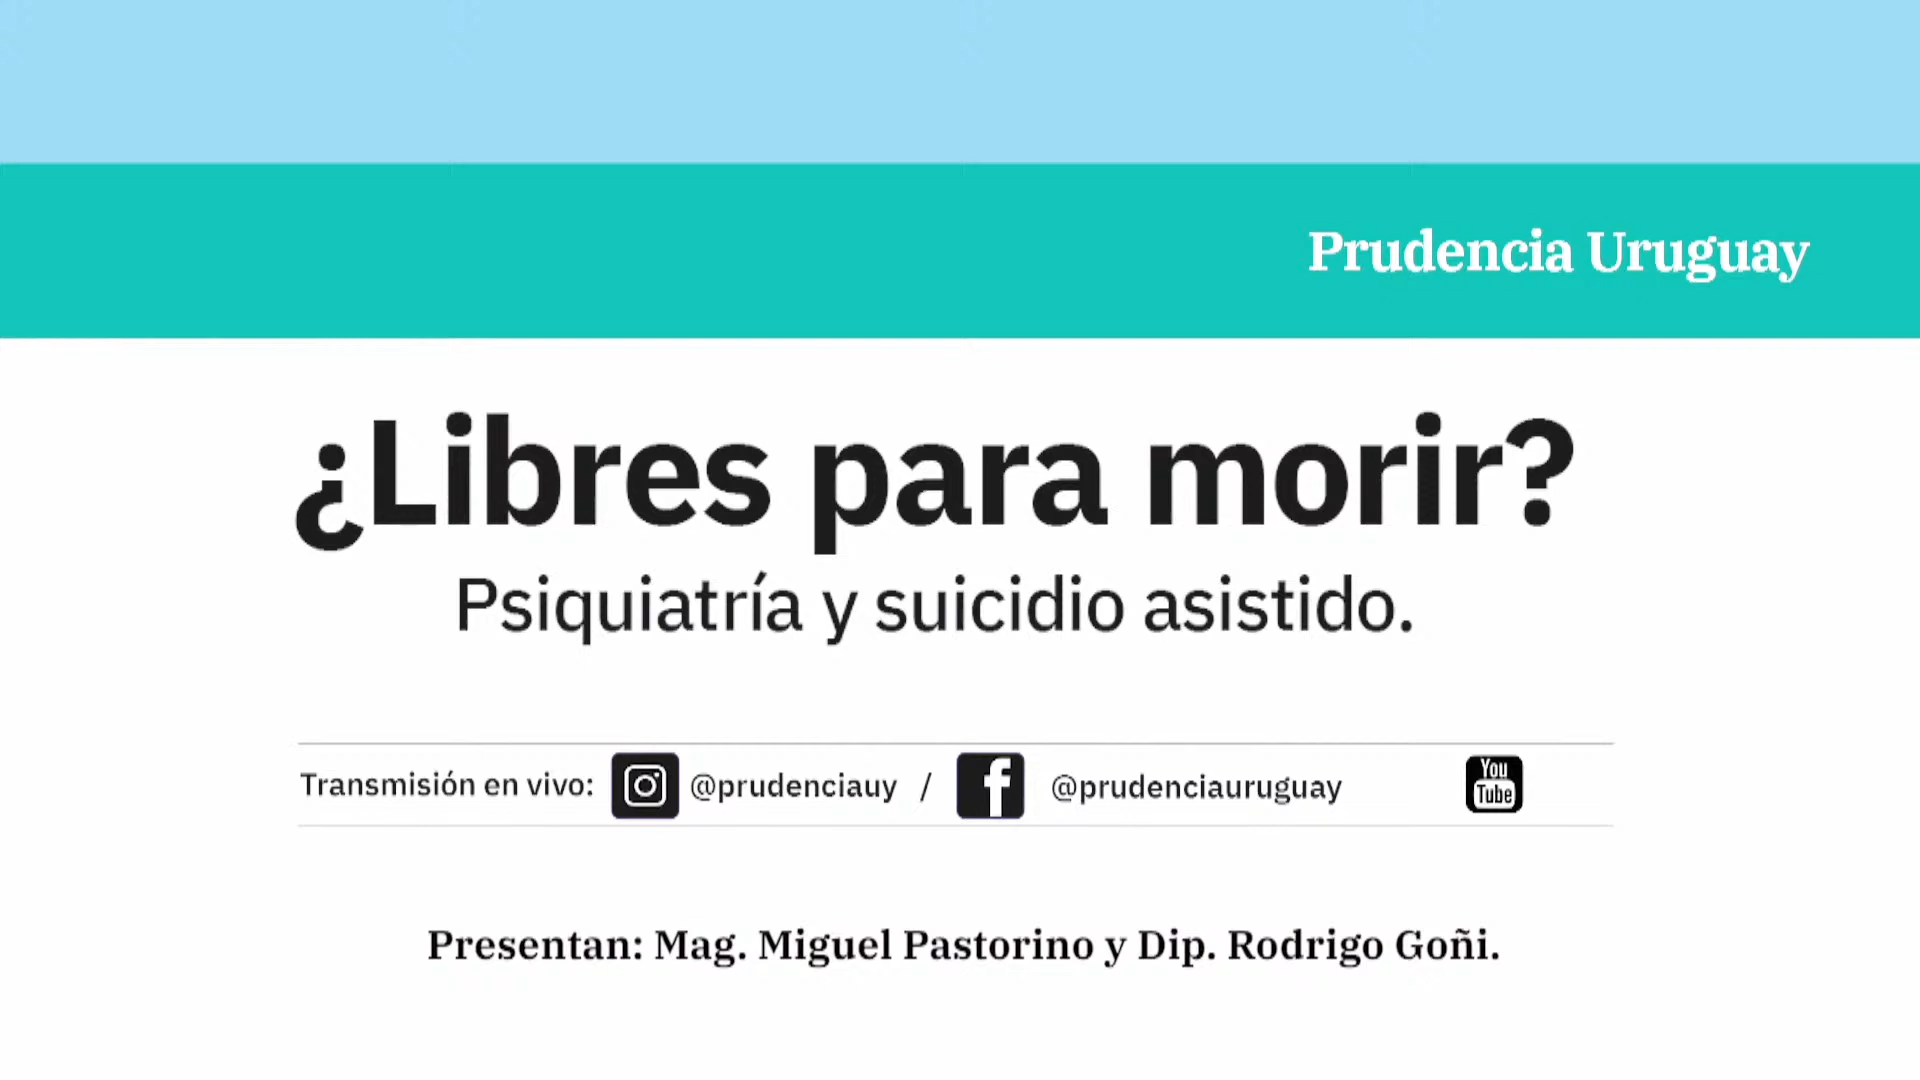 Prudencia Uruguay
¿Libres para morir?
Psiquiatría y suicidio asistido.
Transmisión en vivo: @prudenciauy / @prudenciauruguay You
Tube
Presentan: Mag. Miguel Pastorino y Dip. Rodrigo Goñi.